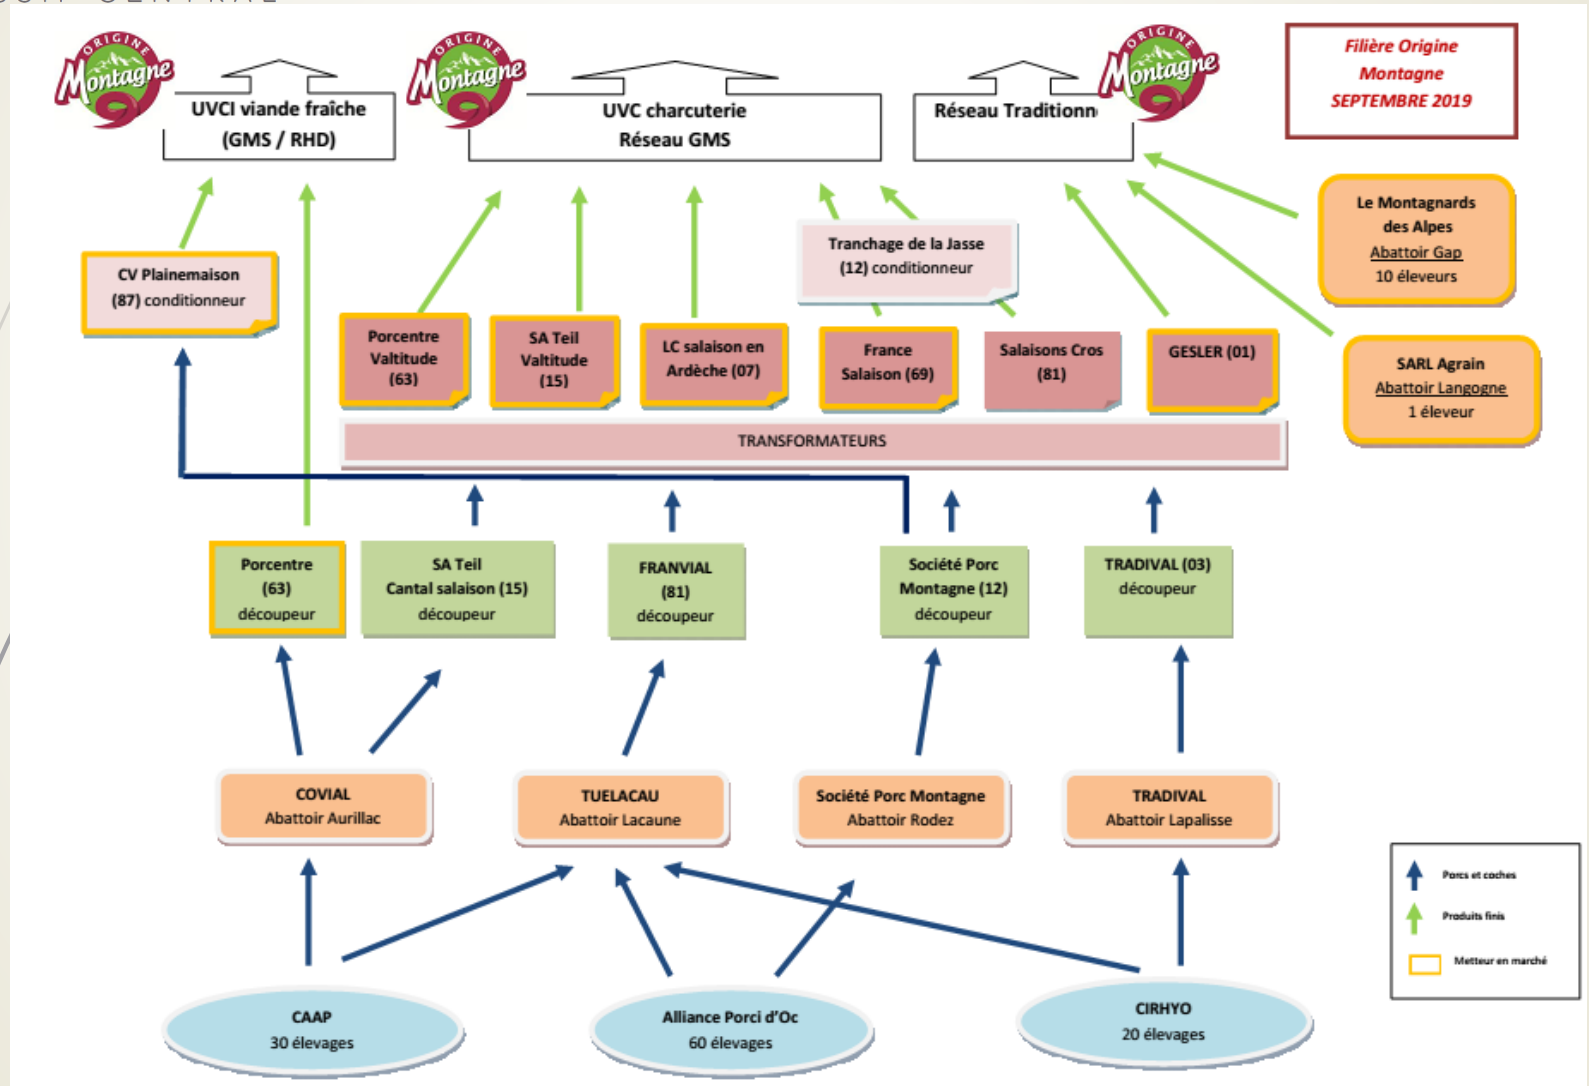 ORIGINE
Montagne
ORIGINE
Montagne
ORIGINE
Montagne
Filière Origine
Montagne
SEPTEMBRE 2019
UVCI viande fraîche
(GMS / RHD)
UVC charcuterie
Réseau GMS
Réseau Traditionn
Le Montagnards
des Alpes
Abattoir Gap
10 éleveurs
CV Plainemaison
(87) conditionneur
Tranchage de la Jasse
(12) conditionneur
Porcentre
Valtitude
(63)
SA Teil
Valtitude
(15)
LC salaison en
Ardèche (07)
France
Salaison (69)
Salaisons Cros
(81)
GESLER (01)
SARL Agrain
Abattoir Langogne
1 éleveur
TRANSFORMATEURS
Porcentre
(63)
découpeur
SA Teil
Cantal salaison (15)
découpeur
FRANVIAL
(81)
découpeur
Société Porc
Montagne (12)
découpeur
TRADIVAL (03)
découpeur
COVIAL
Abattoir Aurillac
TUELACAU
Abattoir Lacaune
Société Porc Montagne
Abattoir Rodez
TRADIVAL
Abattoir Lapalisse
Porcs et coches
Produits finis
Metteur en marché
CAAP
30 élevages
Alliance Porci d'Oc
60 élevages
CIRHYO
20 élevages